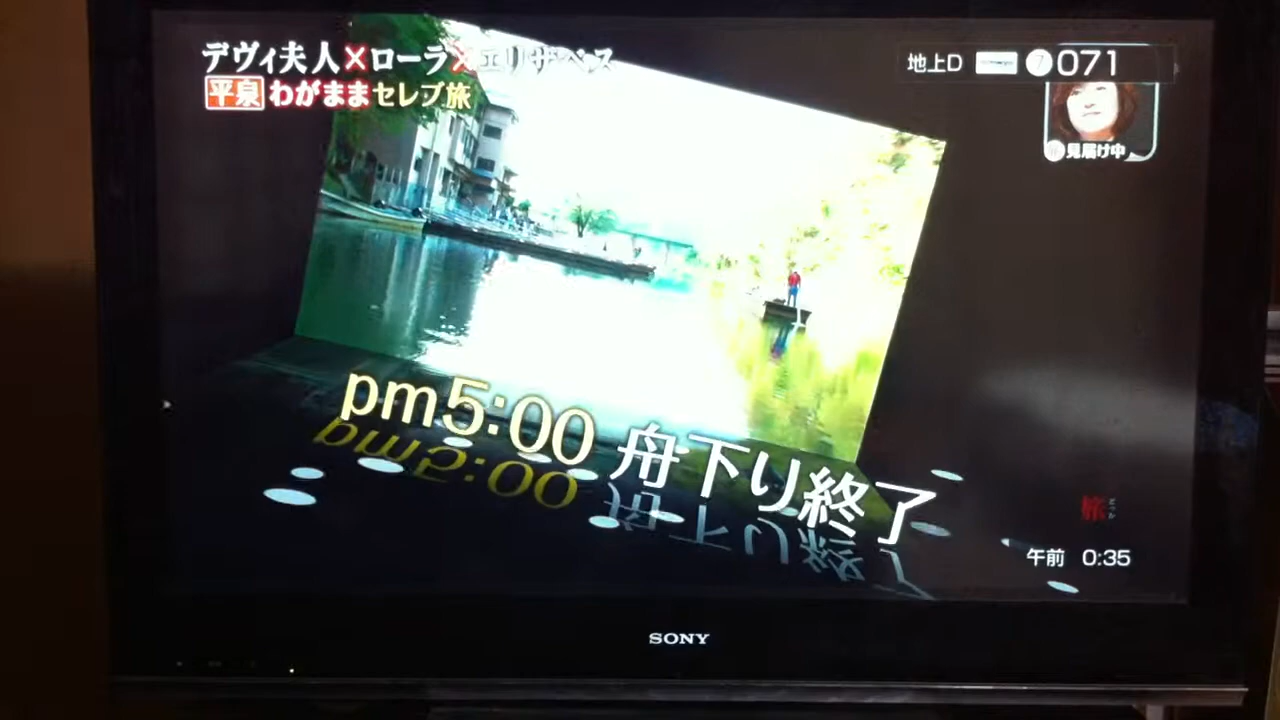 デヴィ夫人×ローラ×エリザベス
平泉 わがままセレブ旅
地上D 7 071
見届け中
pm5:00 舟下り終了
旅
午前 0:35
SONY